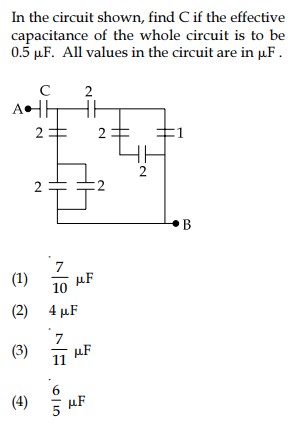 In the circuit shown, find C if the effective
capacitance of the whole circuit is to be
0.5 µF. All values in the circuit are in µF.
C 2
A
2 2 1
2
2 2
B
(1) 7/10 µF
(2) 4 µF
(3) 7/11 µF
(4) 6/5 µF